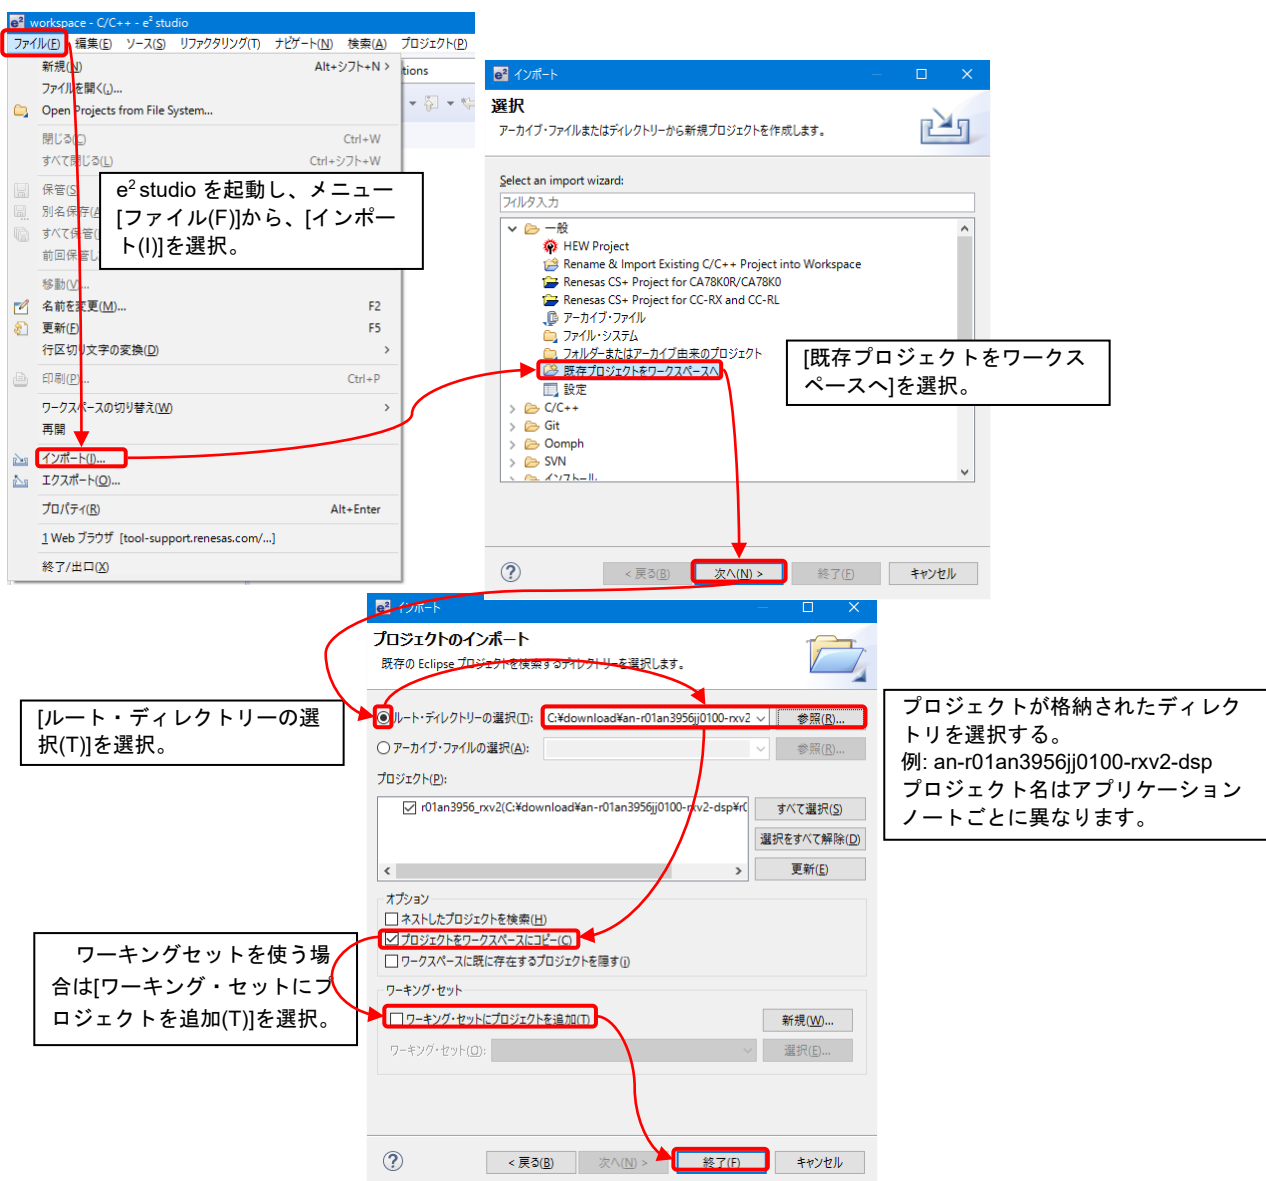 workspace - C/C++ - e² studio
ファイル(F) 編集(E) ソース(S) リファクタリング(T) ナビゲート(N) 検索(A) プロジェクト(P)
新規(N) Alt+シフト+N >
ファイルを開く(.)...
Open Projects from File System...
閉じる(C) Ctrl+W
すべて閉じる(L) Ctrl+シフト+W
保管(S)
別名保存(A
すべて保管(
前回保管し
移動(V)...
名前を変更(M)... F2
更新(F) F5
行区切り文字の変換(D) >
印刷(P)... Ctrl+P
ワークスペースの切り替え(W) >
再開
インポート(I)...
エクスポート(O)...
プロパティ(R) Alt+Enter
1 Web ブラウザ [tool-support.renesas.com/...]
終了/出口(X)
tions
e² studio を起動し、メニュー
[ファイル(F)]から、[インポー
ト(I)]を選択。
インポート
選択
アーカイブ・ファイルまたはディレクトリーから新規プロジェクトを作成します。
Select an import wizard:
フィルタ入力
一般
HEW Project
Rename & Import Existing C/C++ Project into Workspace
Renesas CS+ Project for CA78K0R/CA78K0
Renesas CS+ Project for CC-RX and CC-RL
アーカイブ・ファイル
ファイル・システム
フォルダーまたはアーカイブ由来のプロジェクト
既存プロジェクトをワークスペースへ
設定
> C/C++
> Git
> Oomph
> SVN
> インストール
< 戻る(B) 次へ(N) > 終了(F) キャンセル
[既存プロジェクトをワークス
ペースへ]を選択。
インポート
プロジェクトのインポート
既存の Eclipse プロジェクトを検索するディレクトリーを選択します。
ルート・ディレクトリーの選択(T): C:¥download¥an-r01an3956jj0100-rxv2 参照(R)...
アーカイブ・ファイルの選択(A): 参照(R)...
プロジェクト(P):
r01an3956_rxv2(C:¥download¥an-r01an3956jj0100-rxv2-dsp¥r0
すべて選択(S)
選択をすべて解除(D)
更新(E)
オプション
ネストしたプロジェクトを検索(H)
プロジェクトをワークスペースにコピー(C)
ワークスペースに既に存在するプロジェクトを隠す(i)
ワーキング・セット
ワーキング・セットにプロジェクトを追加(T) 新規(W)...
ワーキング・セット(O): 選択(E)...
< 戻る(B) 次へ(N) > 終了(F) キャンセル
[ルート・ディレクトリーの選
択(T)]を選択。
プロジェクトが格納されたディレク
トリを選択する。
例: an-r01an3956jj0100-rxv2-dsp
プロジェクト名はアプリケーション
ノートごとに異なります。
ワーキングセットを使う場
合は[ワーキング・セットにプ
ロジェクトを追加(T)]を選択。